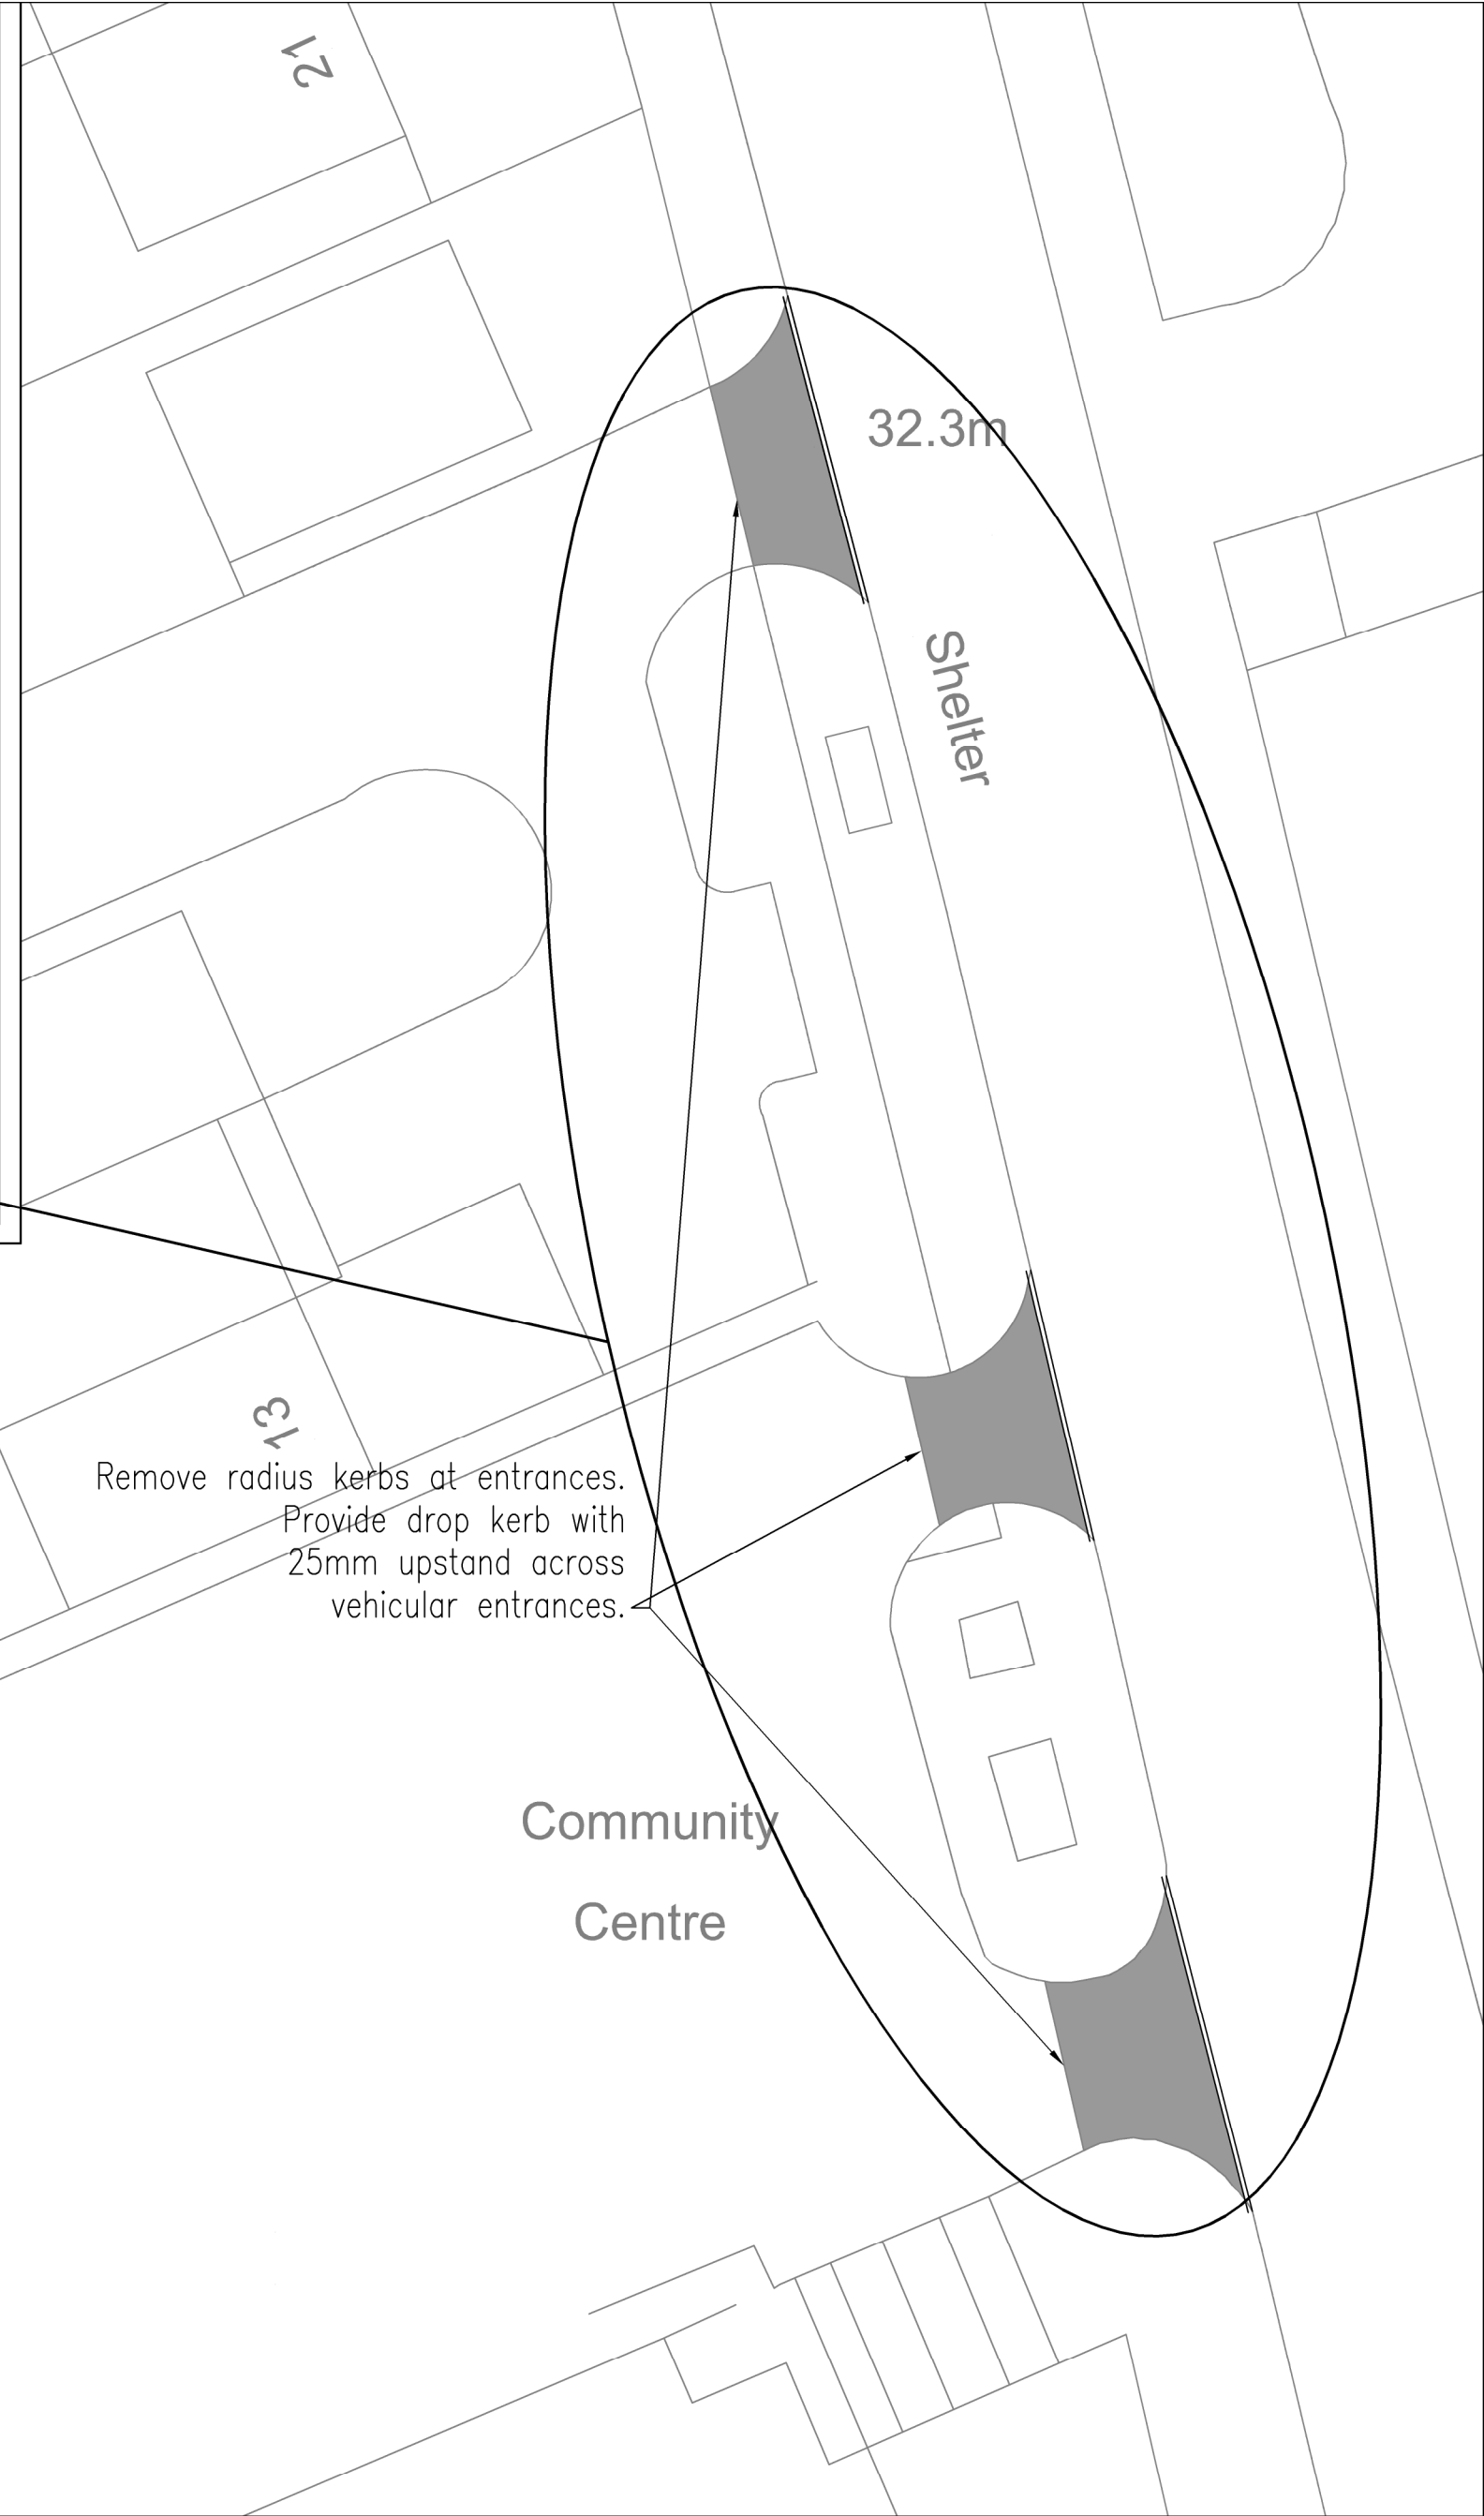 21
32.3m
Shelter
13
Remove radius kerbs at entrances.
Provide drop kerb with
25mm upstand across
vehicular entrances.
Community
Centre